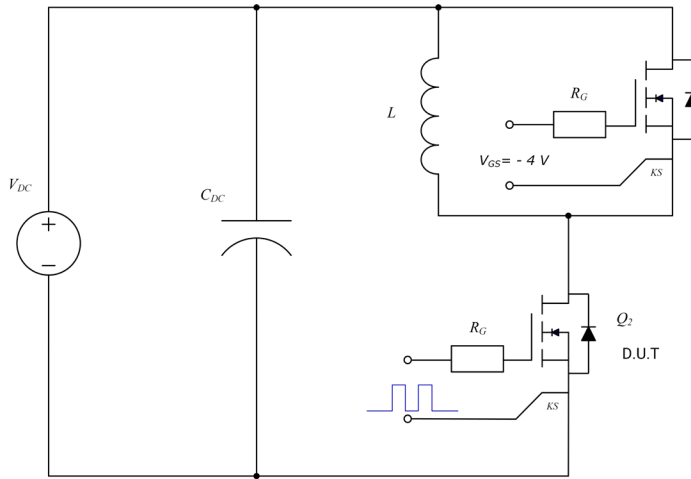 L
R_G
V_GS= - 4 V
KS
V_DC
+
−
C_DC
R_G
Q_2
D.U.T
KS